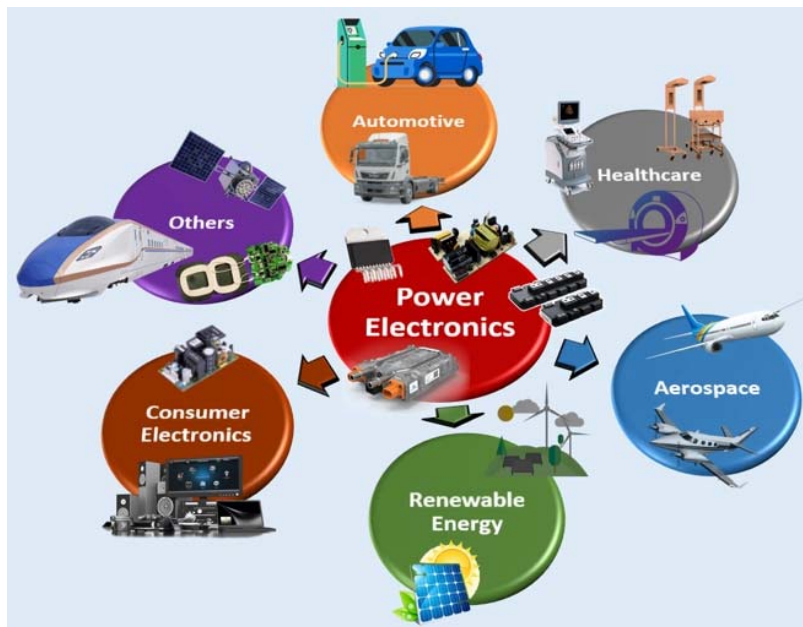 Automotive
Healthcare
Others
Power
Electronics
Aerospace
Consumer
Electronics
Renewable
Energy